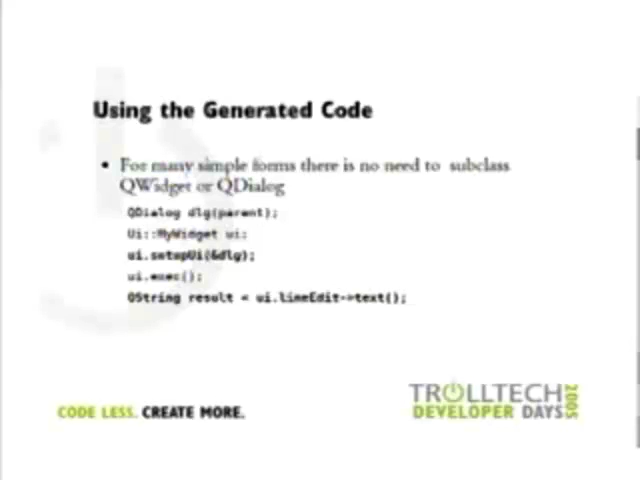 Using the Generated Code
• For many simple forms there is no need to subclass
QWidget or QDialog
QDialog dlg(parent);
Ui::MyWidget ui;
ui.setupUi(&dlg);
ui.exec();
QString result = ui.lineEdit->text();
TROLLTECH
CODE LESS. CREATE MORE.
DEVELOPER DAYS
2005